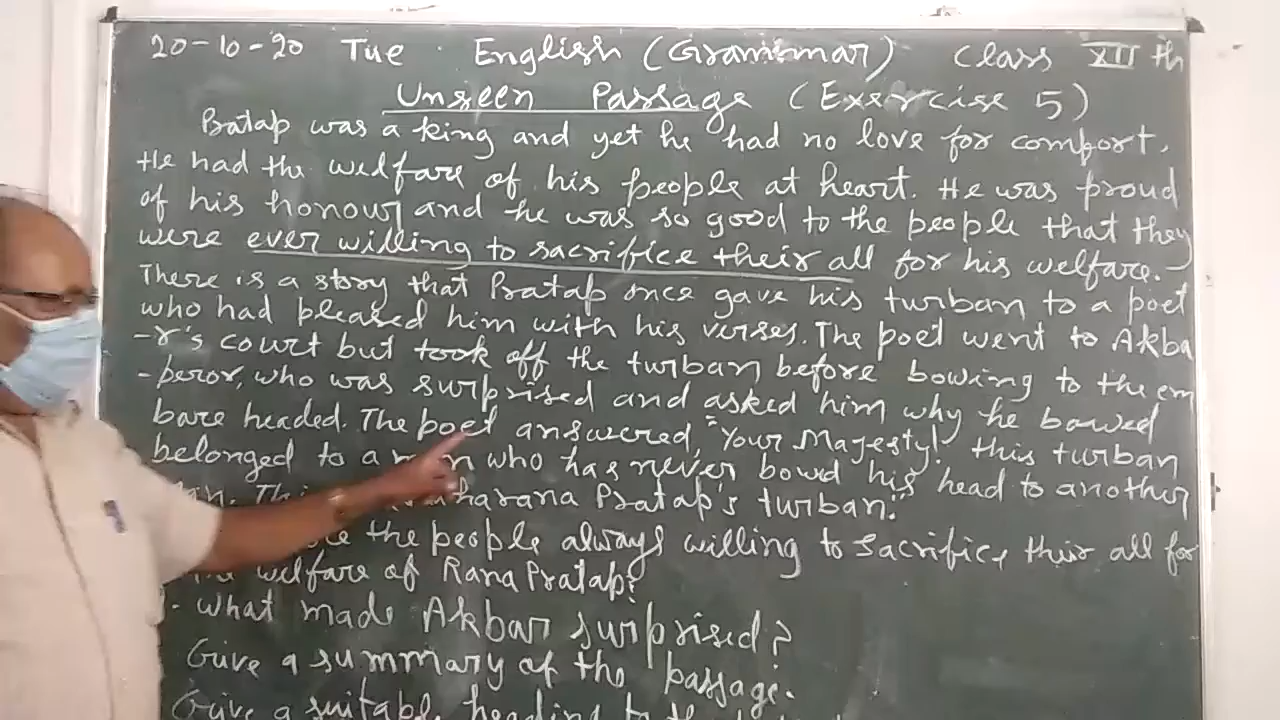 20-10-20 Tue English (Grammar) Class XII th
Unseen Passage (Exercise 5)
Pratap was a king and yet he had no love for comfort.
He had the welfare of his people at heart. He was proud
of his honour, and he was so good to the people that they
were ever willing to sacrifice their all for his welfare.-
There is a story that Pratap once gave his turban to a poet
who had pleased him with his verses. The poet went to Akba
-r's court but took off the turban before bowing to the em
-peror, who was surprised and asked him why he bowed
bare headed. The poet answered, "Your Majesty! this turban
belonged to a man who has never bowd his head to another
This Maharana Pratap's turban."
the people always willing to sacrifice their all for
welfare of Rana Pratap?
What made Akbar surprised?
Give a summary of the passage.
Give a suitable heading to the